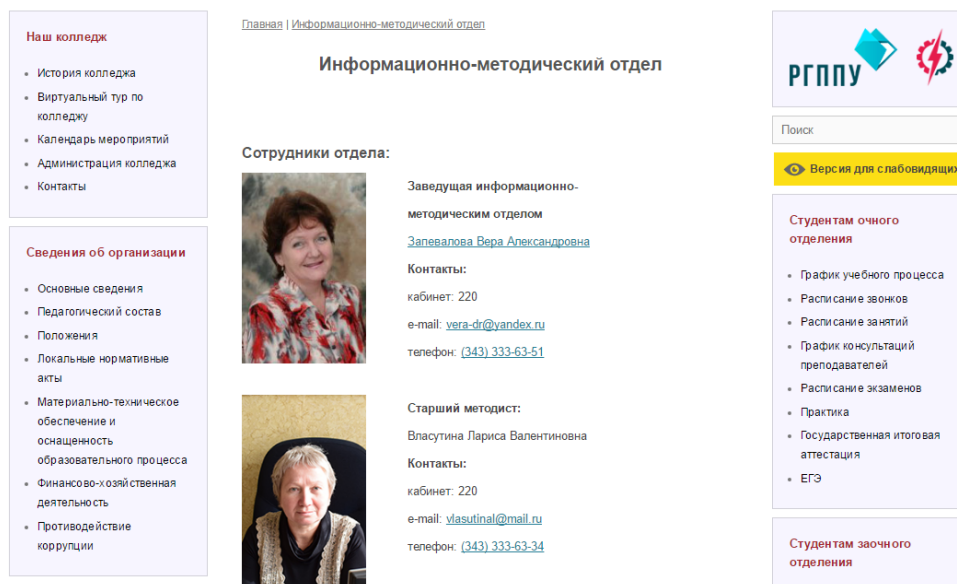 Наш колледж
История колледжа
Виртуальный тур по
колледжу
Календарь мероприятий
Администрация колледжа
Контакты
Сведения об организации
Основные сведения
Педагогический состав
Положения
Локальные нормативные
акты
Материально-техническое
обеспечение и
оснащенность
образовательного процесса
Финансово-хозяйственная
деятельность
Противодействие
коррупции
Главная | Информационно-методический отдел
Информационно-методический отдел
Сотрудники отдела:
Заведущая информационно-
методическим отделом
Запевалова Вера Александровна
Контакты:
кабинет: 220
e-mail: vera-dr@yandex.ru
телефон: (343) 333-63-51
Старший методист:
Власутина Лариса Валентиновна
Контакты:
кабинет: 220
e-mail: vlasutinal@mail.ru
телефон: (343) 333-63-34
РГППУ
Поиск
Версия для слабовидящих
Студентам очного
отделения
График учебного процесса
Расписание звонков
Расписание занятий
График консультаций
преподавателей
Расписание экзаменов
Практика
Государственная итоговая
аттестация
ЕГЭ
Студентам заочного
отделения